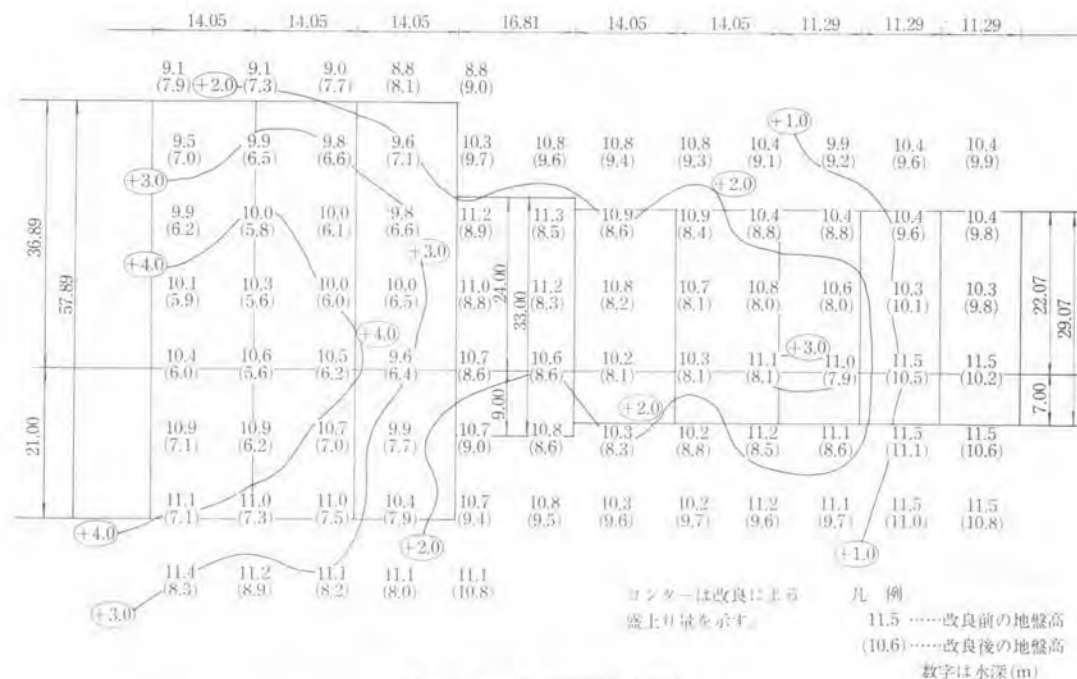 14.05 14.05 14.05 16.81 14.05 14.05 11.29 11.29 11.29
9.1 9.1 9.0 8.8 8.8
(7.9) +2.0 (7.3) (7.7) (8.1) (9.0)
+1.0
9.5 9.9 9.8 9.6 10.3 10.8 10.8 10.8 10.4 9.9 10.4 10.4
(7.0) (6.5) (6.6) (7.1) (9.7) (9.6) (9.4) (9.3) (9.1) (9.2) (9.6) (9.9)
+3.0 +2.0
9.9 10.0 10.0 9.8 11.2 11.3 10.9 10.9 10.4 10.4 10.4 10.4
(6.2) (5.8) (6.1) (6.6) (8.9) (8.5) (8.6) (8.4) (8.8) (8.8) (9.6) (9.8)
36.89
+3.0
+4.0
57.89
24.00
33.00
22.07
29.07
10.1 10.3 10.0 10.0 11.0 11.2 10.8 10.7 10.8 10.6 10.3 10.3
(5.9) (5.6) (6.0) (6.5) (8.8) (8.3) (8.2) (8.1) (8.0) (8.0) (10.1) (9.8)
+4.0 +3.0
10.4 10.6 10.5 9.6 10.7 10.6 10.2 10.3 11.1 11.0 11.5 11.5
(6.0) (5.6) (6.2) (6.4) (8.6) (8.6) (8.1) (8.1) (8.1) (7.9) (10.5) (10.2)
21.00
9.00
+2.0
7.00
10.9 10.9 10.7 9.9 10.7 10.8 10.3 10.2 11.2 11.1 11.5 11.5
(7.1) (6.2) (7.0) (7.7) (9.0) (8.6) (8.3) (8.8) (8.5) (8.6) (11.1) (10.6)
11.1 11.0 11.0 10.4 10.7 10.8 10.3 10.2 11.2 11.1 11.5 11.5
(7.1) (7.3) (7.5) (7.9) (9.4) (9.5) (9.6) (9.7) (9.6) (9.7) (11.0) (10.8)
+4.0 +2.0 +1.0
11.4 11.2 11.1 11.1 11.1
(8.3) (8.9) (8.2) (8.0) (10.8)
+3.0
コンターは改良による
盛上り量を示す。
凡 例
11.5 ……改良前の地盤高
(10.6)……改良後の地盤高
数字は水深(m)